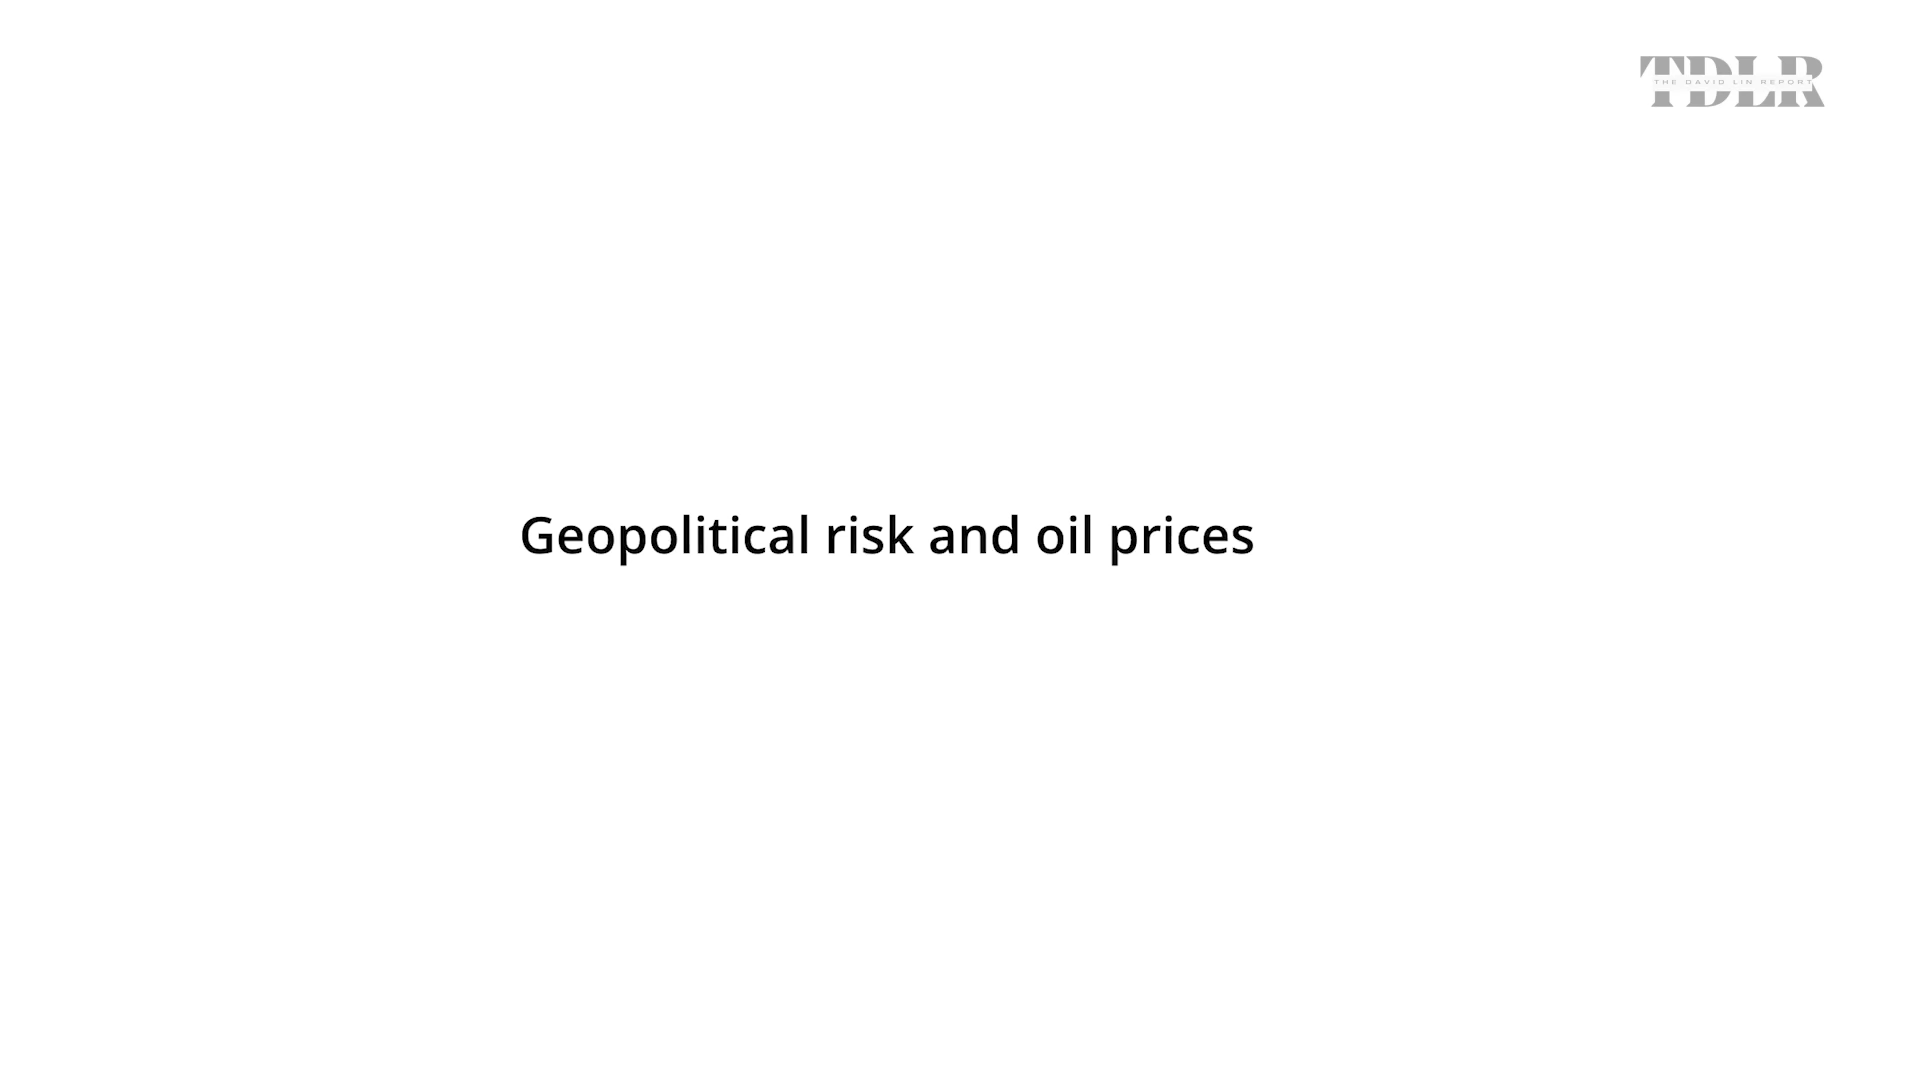 TDLR
THE DAVID LIN REPORT
Geopolitical risk and oil prices